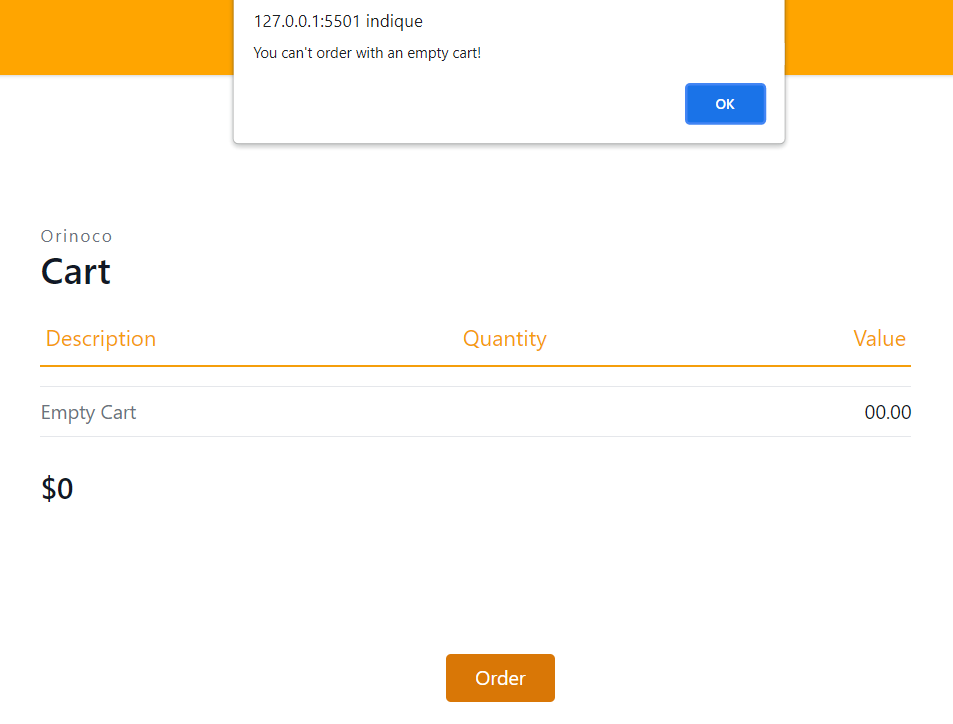 127.0.0.1:5501 indique
You can't order with an empty cart!
OK
Orinoco
Cart
Description Quantity Value
Empty Cart 00.00
$0
Order